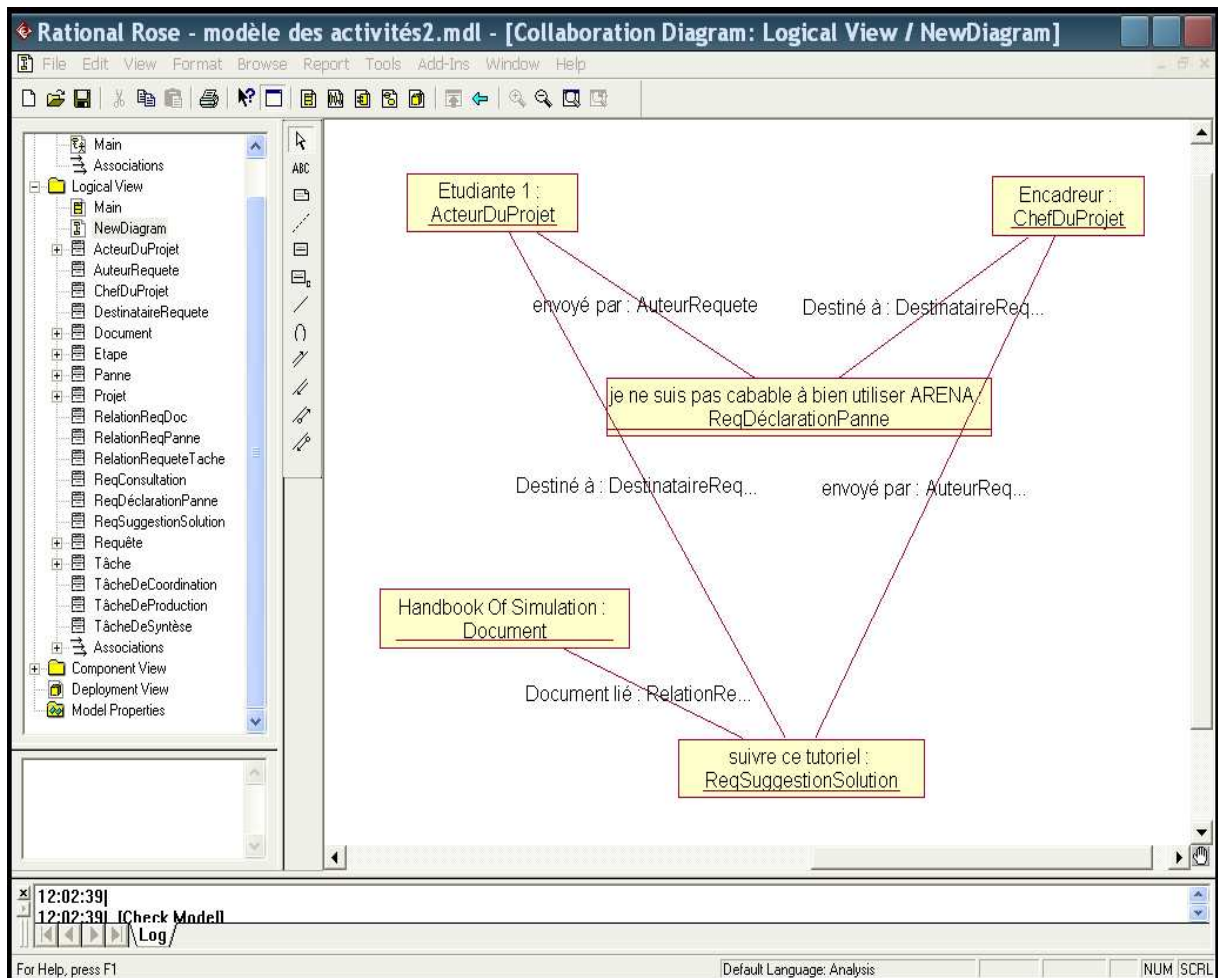 Rational Rose - modèle des activités2.mdl - [Collaboration Diagram: Logical View / NewDiagram]
File Edit View Format Browse Report Tools Add-Ins Window Help
Main
Associations
Logical View
Main
NewDiagram
ActeurDuProjet
AuteurRequete
ChefDuProjet
DestinataireRequete
Document
Etape
Panne
Projet
RelationReqDoc
RelationReqPanne
RelationRequeteTache
ReqConsultation
ReqDéclarationPanne
ReqSuggestionSolution
Requête
Tâche
TâcheDeCoordination
TâcheDeProduction
TâcheDeSyntèse
Associations
Component View
Deployment View
Model Properties
ABC
Etudiante 1 :
ActeurDuProjet
Encadreur :
ChefDuProjet
envoyé par : AuteurRequete
Destiné à : DestinataireReq...
je ne suis pas cabable à bien utiliser ARENA :
ReqDéclarationPanne
Destiné à : DestinataireReq...
envoyé par : AuteurReq...
Handbook Of Simulation :
Document
Document lié : RelationRe...
suivre ce tutoriel :
ReqSuggestionSolution
12:02:39|
12:02:39| [Check Model]
Log
For Help, press F1
Default Language: Analysis
NUM
SCRL